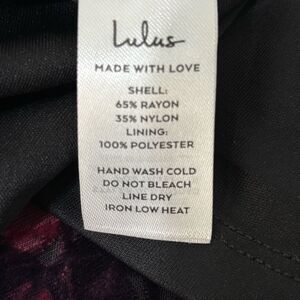 Lulus
MADE WITH LOVE
SHELL:
65% RAYON
35% NYLON
LINING:
100% POLYESTER
HAND WASH COLD
DO NOT BLEACH
LINE DRY
IRON LOW HEAT